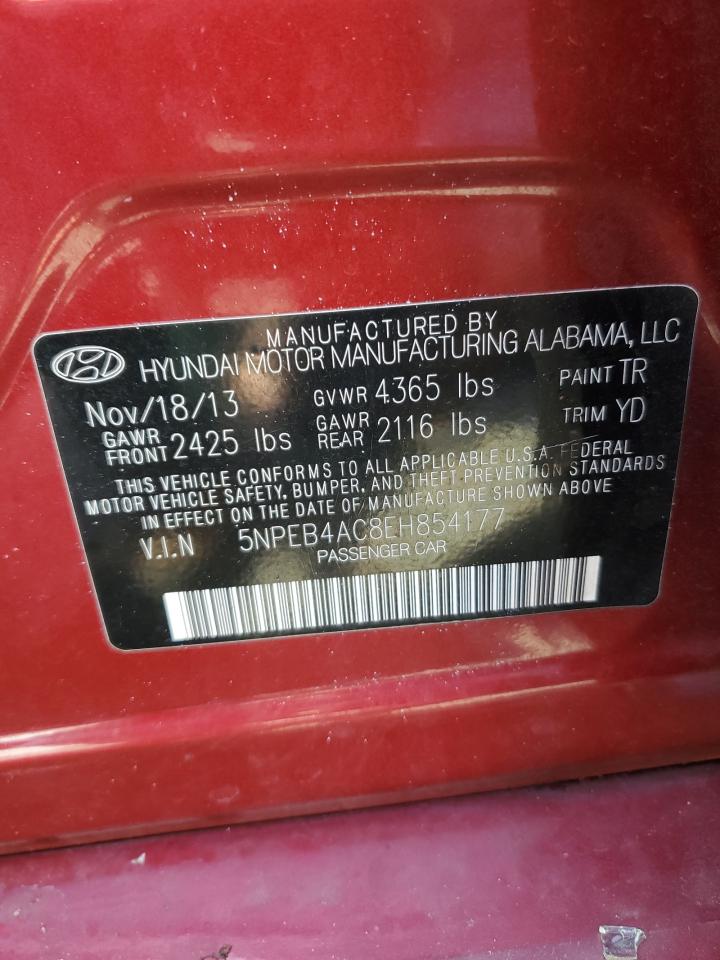 MANUFACTURED BY
HYUNDAI MOTOR MANUFACTURING ALABAMA, LLC
Nov/18/13 GVWR 4365 lbs PAINT TR
GAWR FRONT 2425 lbs GAWR REAR 2116 lbs TRIM YD
THIS VEHICLE CONFORMS TO ALL APPLICABLE U.S.A. FEDERAL
MOTOR VEHICLE SAFETY, BUMPER, AND THEFT PREVENTION STANDARDS
IN EFFECT ON THE DATE OF MANUFACTURE SHOWN ABOVE
V.I.N 5NPEB4AC8EH854177
PASSENGER CAR